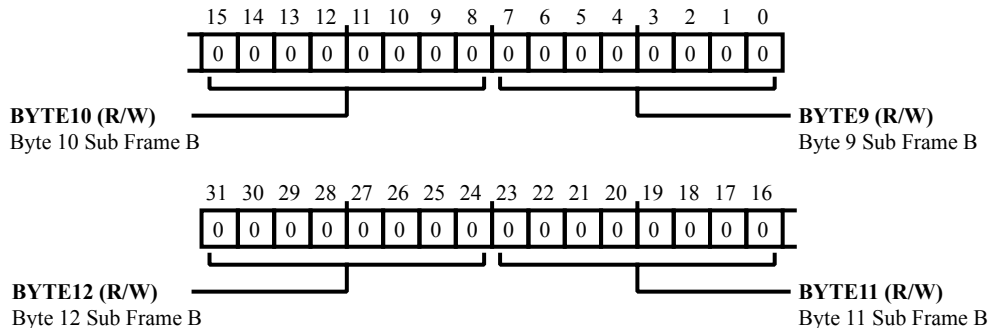 15 14 13 12 11 10 9 8 7 6 5 4 3 2 1 0
0 0 0 0 0 0 0 0 0 0 0 0 0 0 0 0
BYTE10 (R/W)
Byte 10 Sub Frame B
BYTE9 (R/W)
Byte 9 Sub Frame B
31 30 29 28 27 26 25 24 23 22 21 20 19 18 17 16
0 0 0 0 0 0 0 0 0 0 0 0 0 0 0 0
BYTE12 (R/W)
Byte 12 Sub Frame B
BYTE11 (R/W)
Byte 11 Sub Frame B